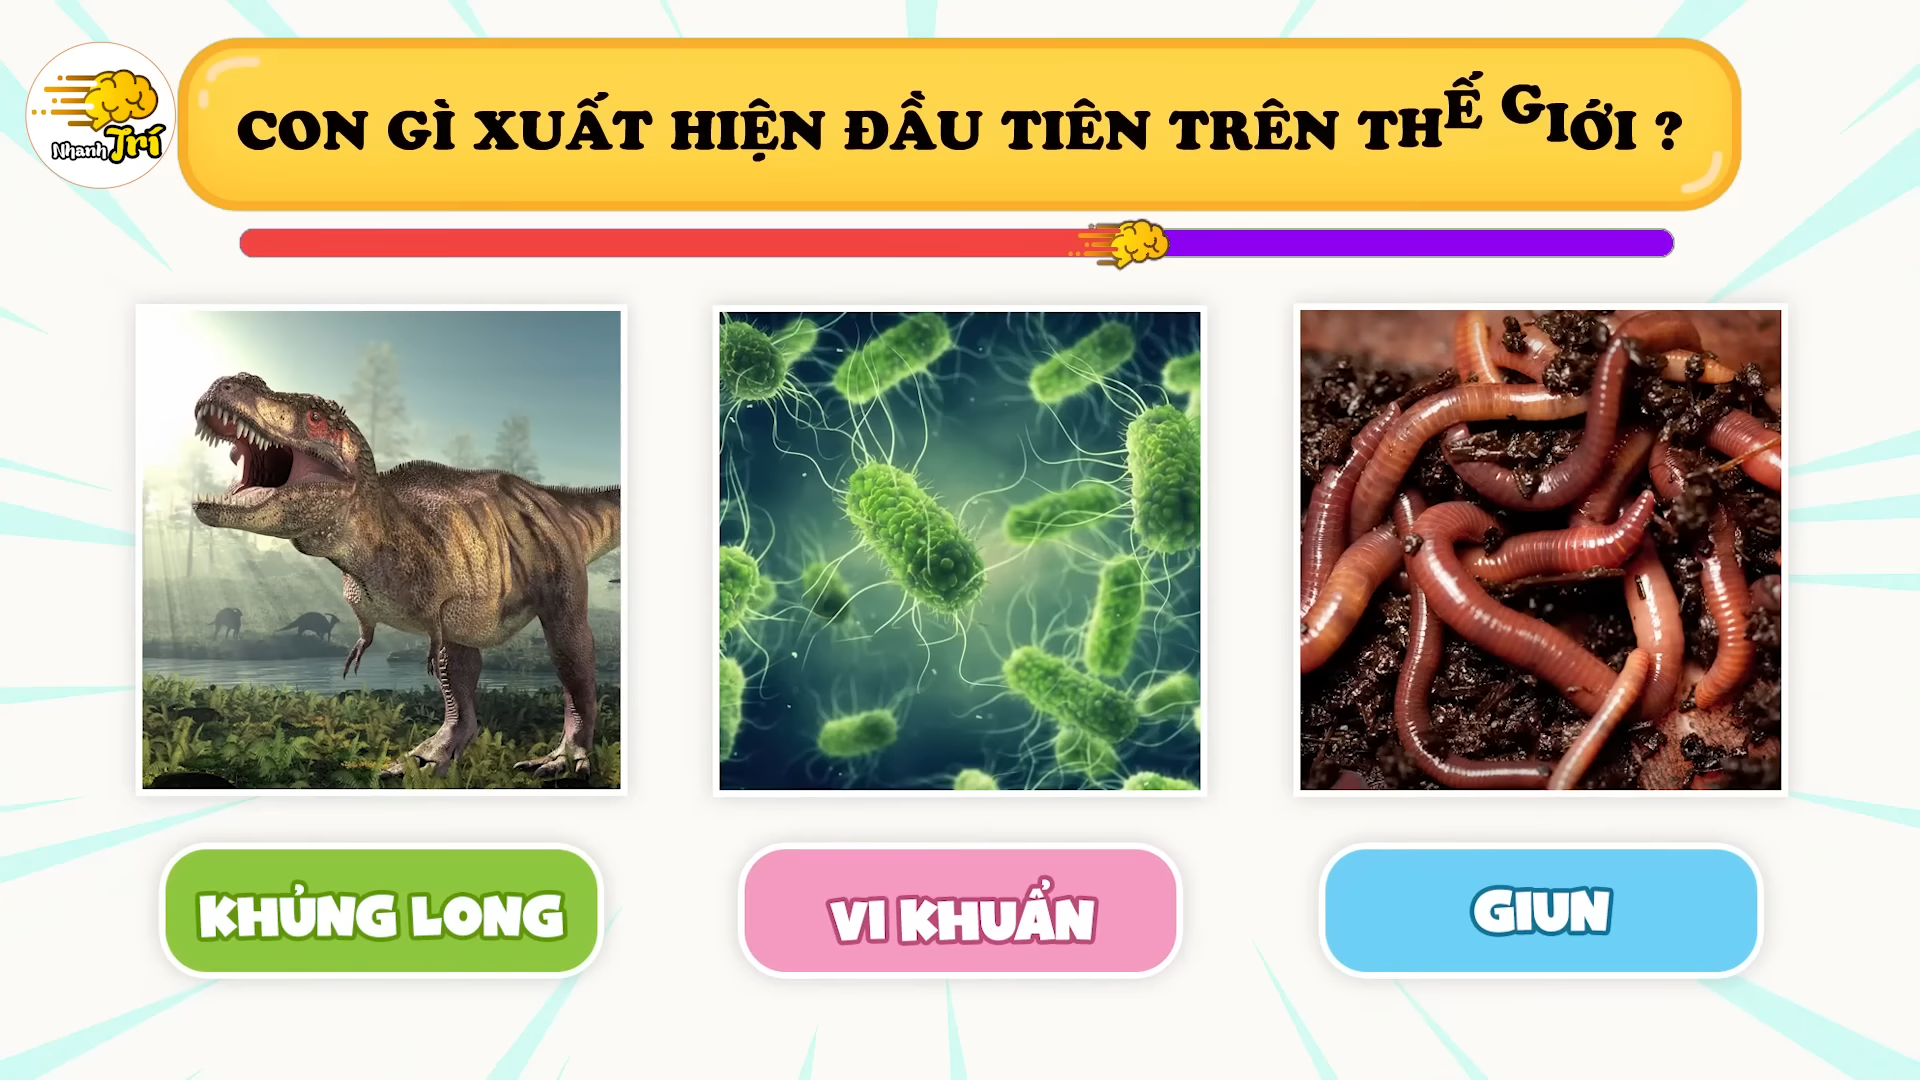 Nhanh Trí
CON GÌ XUẤT HIỆN ĐẦU TIÊN TRÊN THẾ GIỚI ?
KHỦNG LONG
VI KHUẨN
GIUN